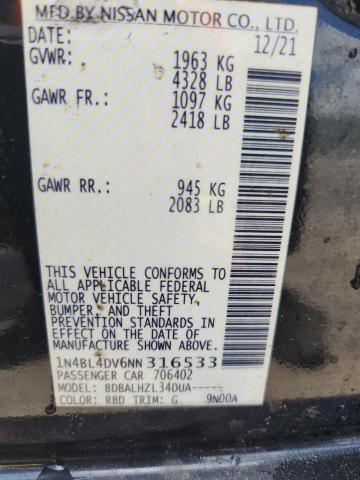 MFD.BY NISSAN MOTOR CO., LTD.
DATE: 12/21
GVWR: 1963 KG
4328 LB
GAWR FR.: 1097 KG
2418 LB
GAWR RR.: 945 KG
2083 LB
THIS VEHICLE CONFORMS TO
ALL APPLICABLE FEDERAL
MOTOR VEHICLE SAFETY,
BUMPER, AND THEFT
PREVENTION STANDARDS IN
EFFECT ON THE DATE OF
MANUFACTURE SHOWN ABOVE.
1N4BL4DV6NN316533
PASSENGER CAR 706402
MODEL: BDBALHZL34DUA-----
COLOR: RBD TRIM: G 9N00A